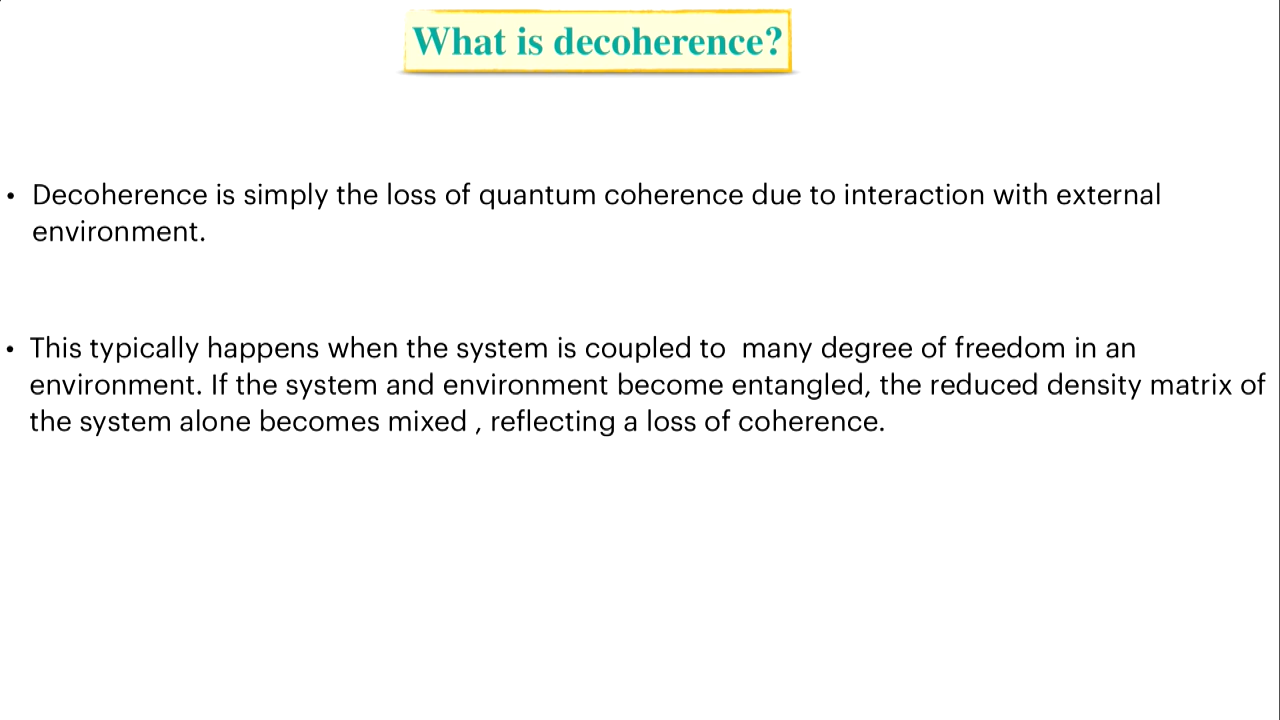 What is decoherence?
• Decoherence is simply the loss of quantum coherence due to interaction with external
environment.
• This typically happens when the system is coupled to  many degree of freedom in an
environment. If the system and environment become entangled, the reduced density matrix of
the system alone becomes mixed , reflecting a loss of coherence.